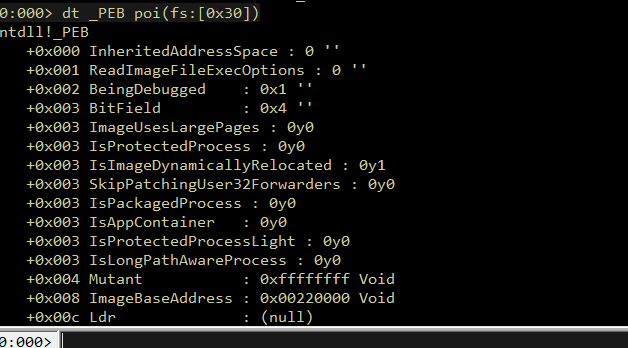 0:000> dt _PEB poi(fs:[0x30])
ntdll!_PEB
+0x000 InheritedAddressSpace : 0 ''
+0x001 ReadImageFileExecOptions : 0 ''
+0x002 BeingDebugged    : 0x1 ''
+0x003 BitField         : 0x4 ''
+0x003 ImageUsesLargePages : 0y0
+0x003 IsProtectedProcess : 0y0
+0x003 IsImageDynamicallyRelocated : 0y1
+0x003 SkipPatchingUser32Forwarders : 0y0
+0x003 IsPackagedProcess : 0y0
+0x003 IsAppContainer   : 0y0
+0x003 IsProtectedProcessLight : 0y0
+0x003 IsLongPathAwareProcess : 0y0
+0x004 Mutant           : 0xffffffff Void
+0x008 ImageBaseAddress : 0x00220000 Void
+0x00c Ldr              : (null)
0:000>